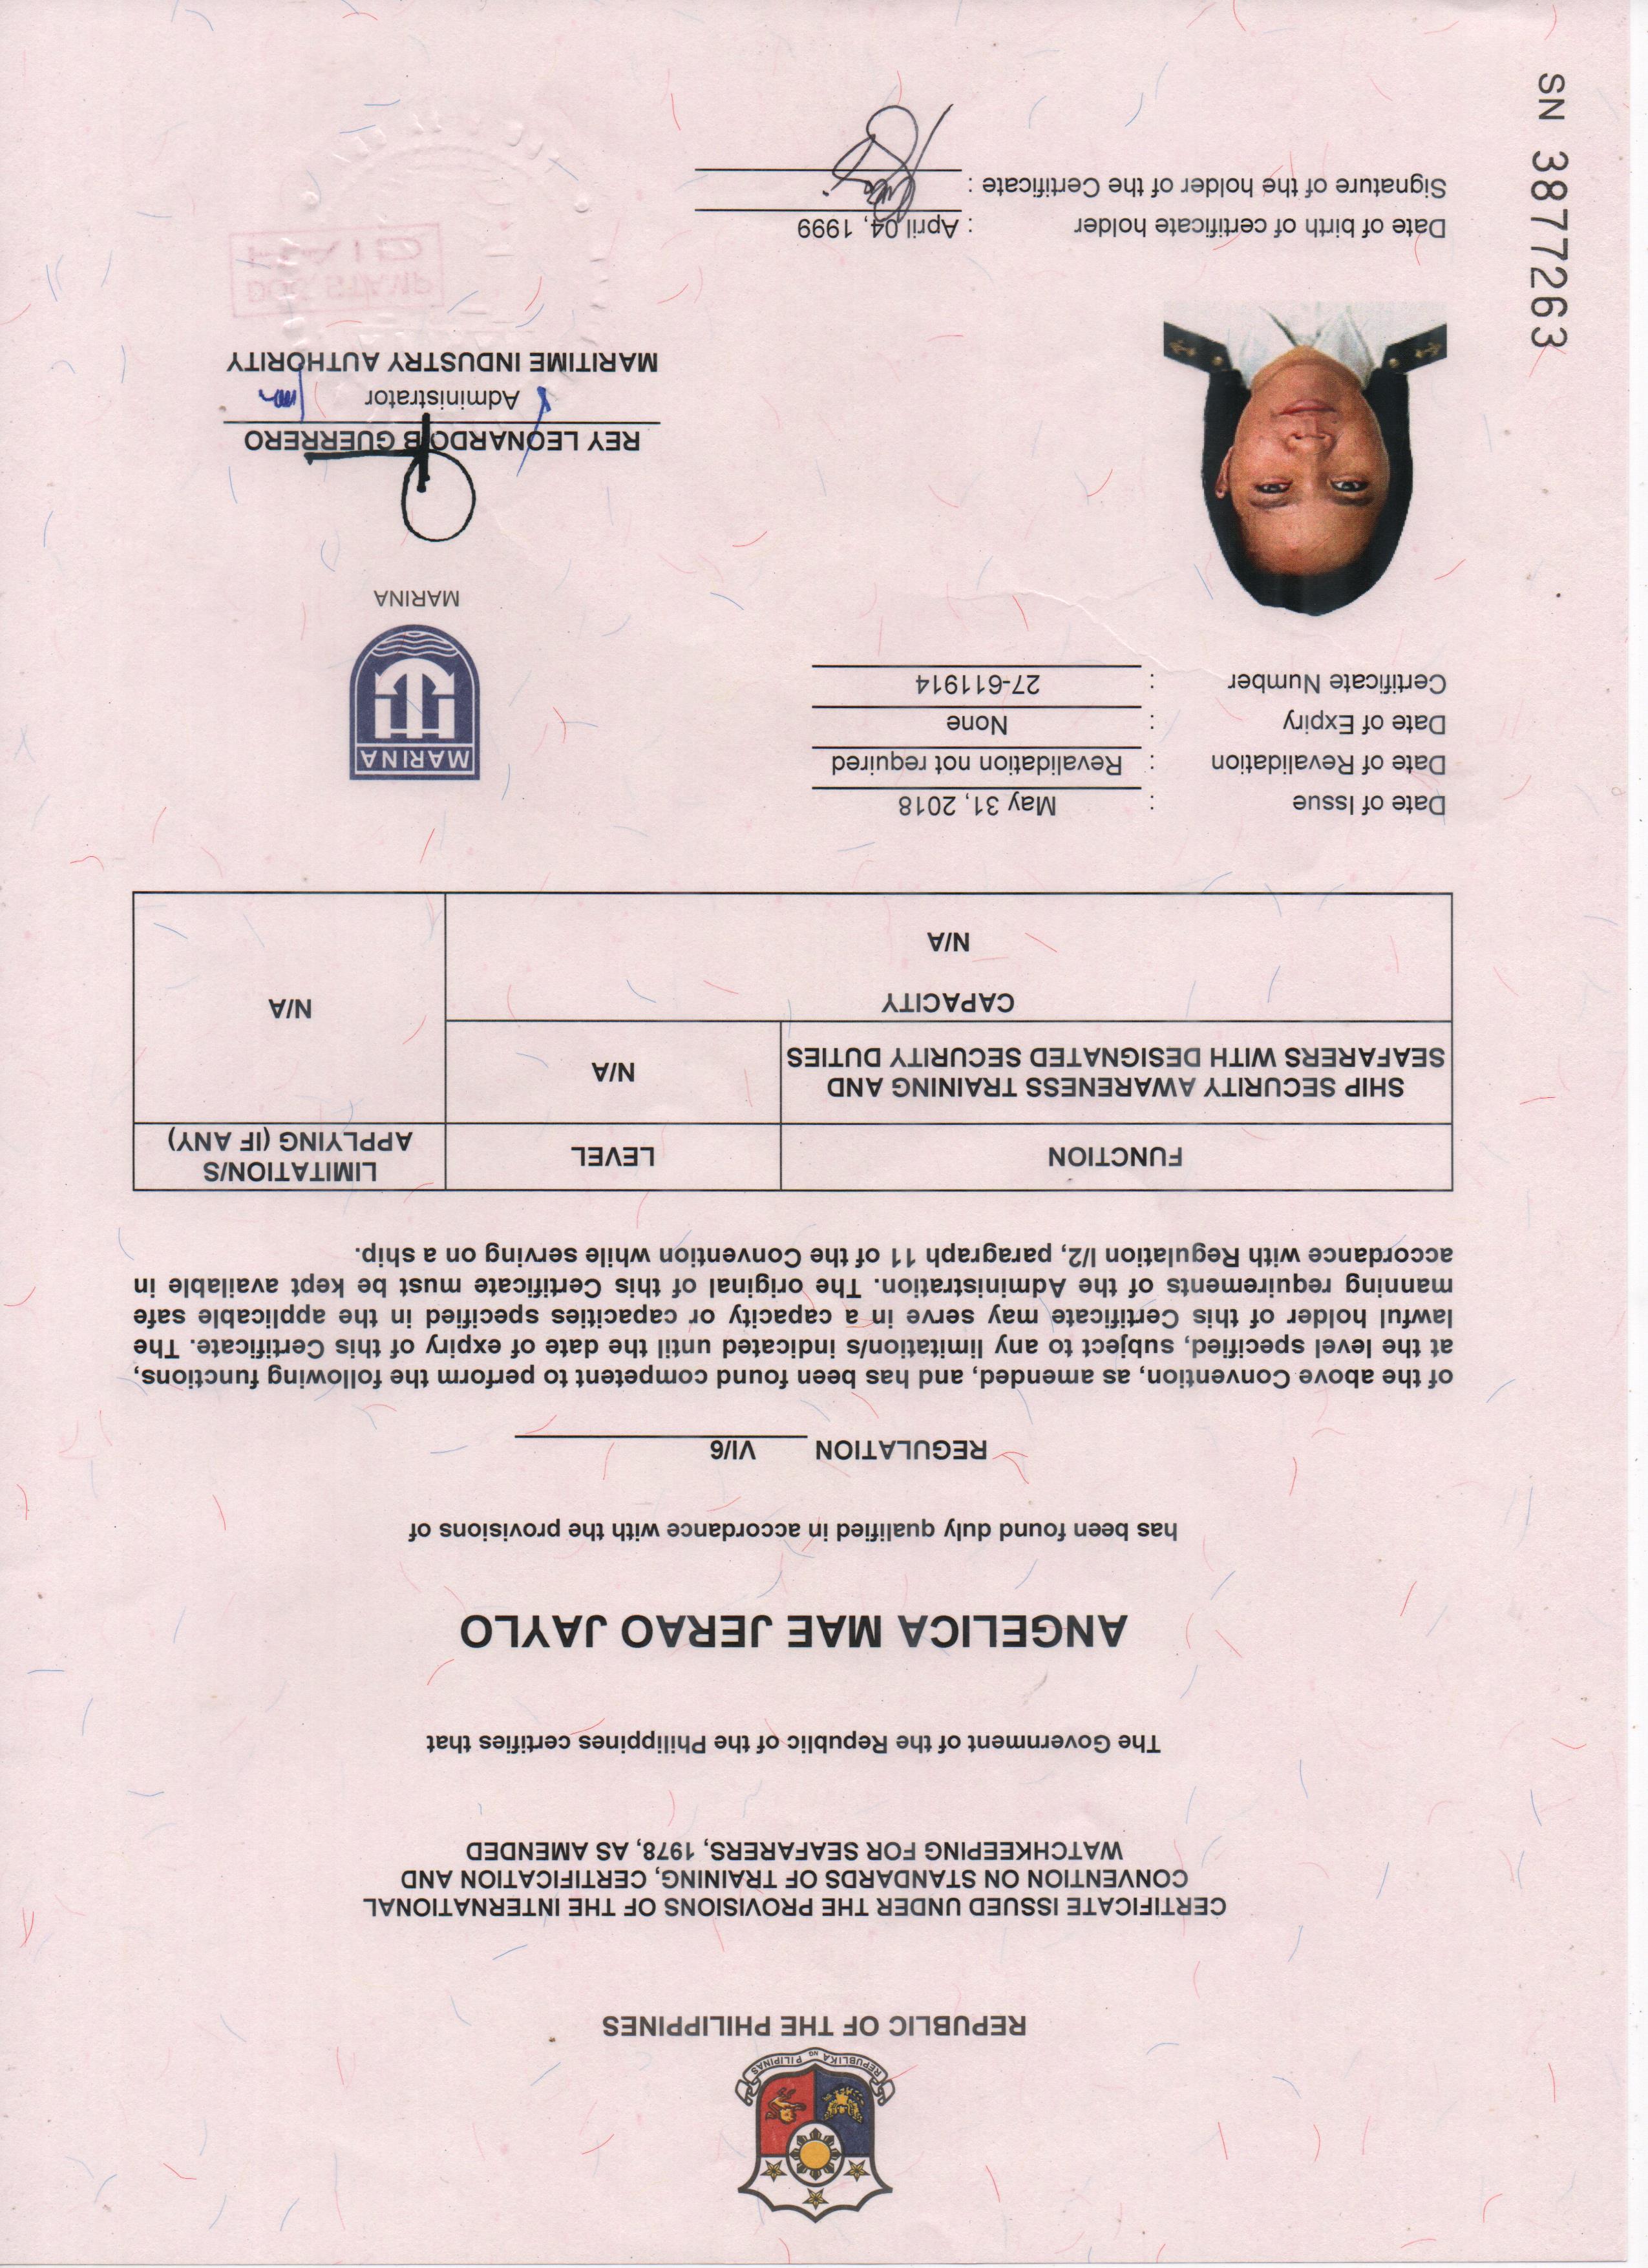 REPUBLIKA NG PILIPINAS
REPUBLIC OF THE PHILIPPINES
CERTIFICATE ISSUED UNDER THE PROVISIONS OF THE INTERNATIONAL
CONVENTION ON STANDARDS OF TRAINING, CERTIFICATION AND
WATCHKEEPING FOR SEAFARERS, 1978, AS AMENDED
The Government of the Republic of the Philippines certifies that
ANGELICA MAE JERAO JAYLO
has been found duly qualified in accordance with the provisions of
REGULATION VI/6
of the above Convention, as amended, and has been found competent to perform the following functions,
at the level specified, subject to any limitation/s indicated until the date of expiry of this Certificate. The
lawful holder of this Certificate may serve in a capacity or capacities specified in the applicable safe
manning requirements of the Administration. The original of this Certificate must be kept available in
accordance with Regulation I/2, paragraph 11 of the Convention while serving on a ship.
FUNCTION
LEVEL
LIMITATION/S
APPLYING (IF ANY)
SHIP SECURITY AWARENESS TRAINING AND
SEAFARERS WITH DESIGNATED SECURITY DUTIES
N/A
N/A
CAPACITY
N/A
Date of Issue : May 31, 2018
Date of Revalidation : Revalidation not required
Date of Expiry : None
Certificate Number : 27-611914
MARINA
MARINA
REY LEONARDO B GUERRERO
Administrator
MARITIME INDUSTRY AUTHORITY
DOC STAMP
PAID
Date of birth of certificate holder : April 04, 1999
Signature of the holder of the Certificate :
SN 3877263